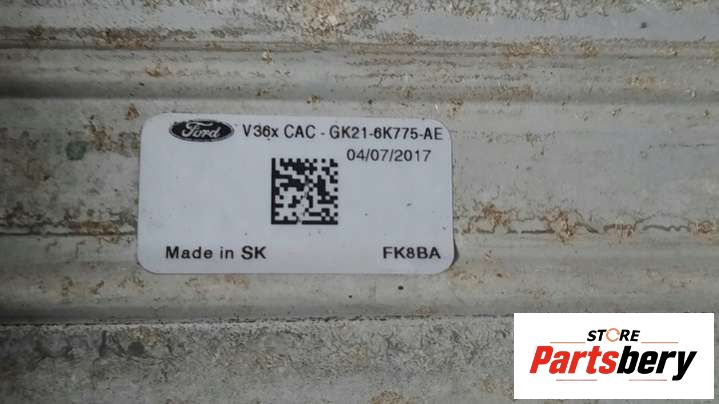 Ford V36x CAC - GK21-6K775-AE
04/07/2017
Made in SK FK8BA
STORE
Partsbery